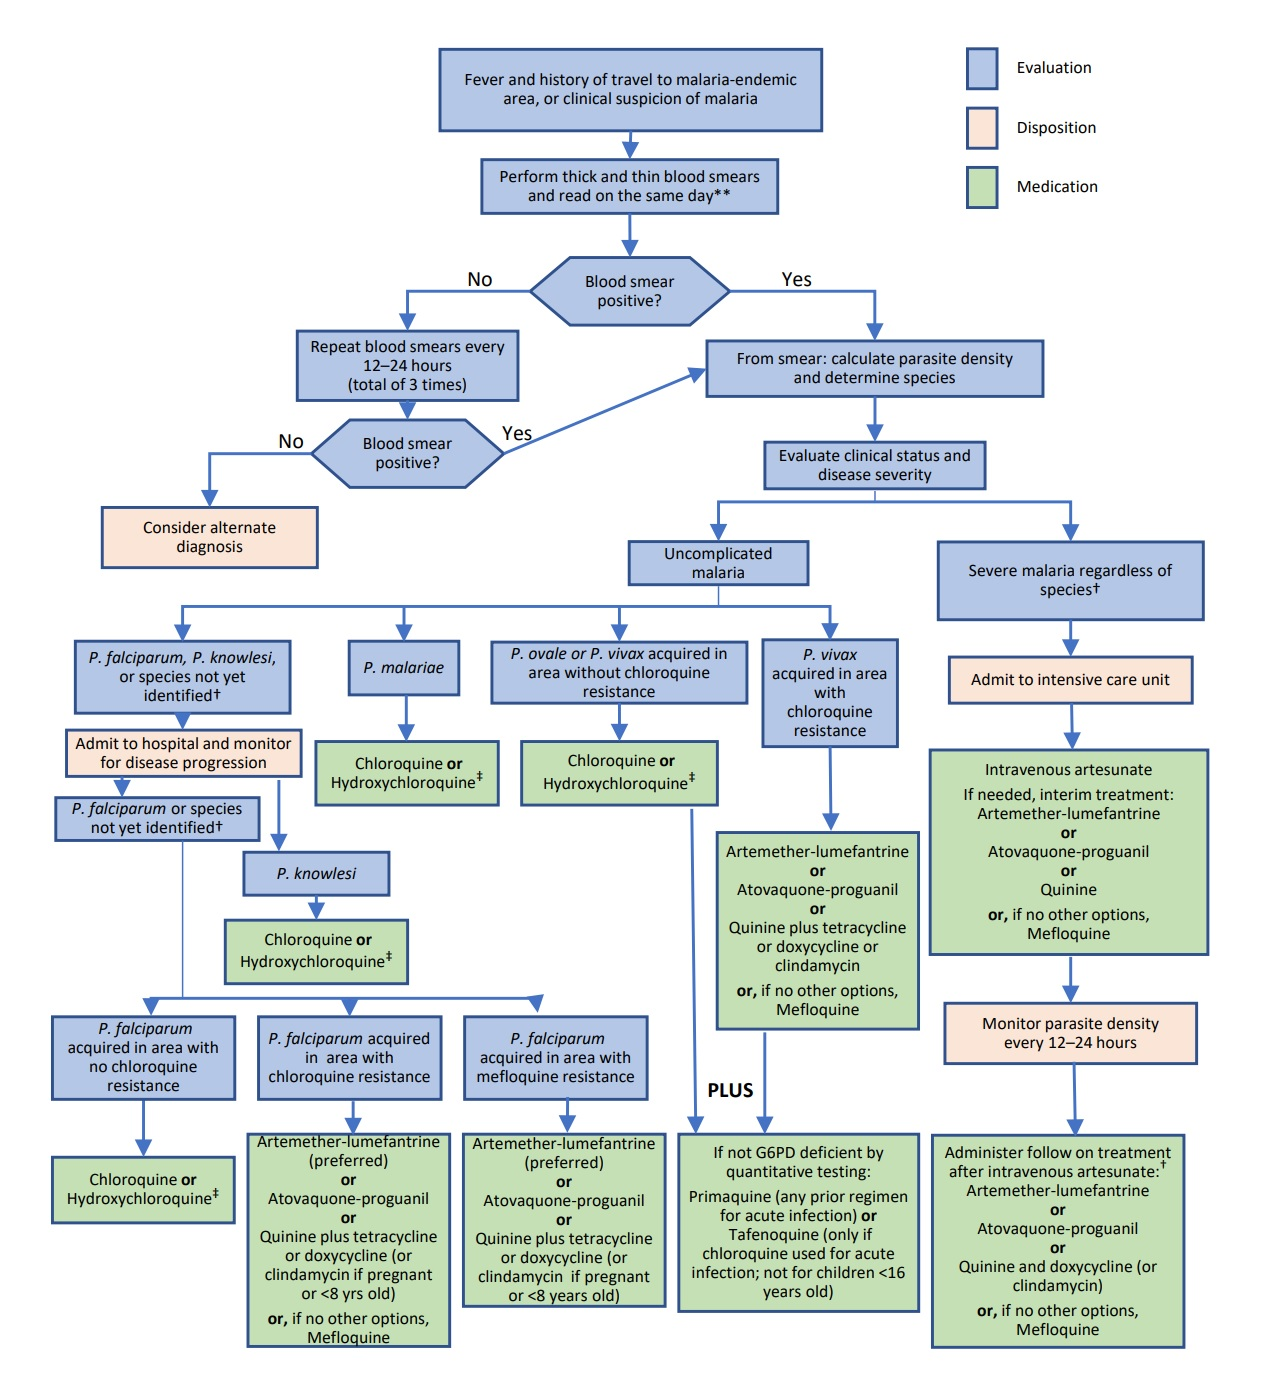 Fever and history of travel to malaria-endemic
area, or clinical suspicion of malaria
Evaluation
Disposition
Medication
Perform thick and thin blood smears
and read on the same day**
Blood smear
positive?
No
Yes
Repeat blood smears every
12–24 hours
(total of 3 times)
From smear: calculate parasite density
and determine species
Blood smear
positive?
No
Yes
Consider alternate
diagnosis
Evaluate clinical status and
disease severity
Uncomplicated
malaria
Severe malaria regardless of
species†
P. falciparum, P. knowlesi,
or species not yet
identified†
P. malariae
P. ovale or P. vivax acquired in
area without chloroquine
resistance
P. vivax
acquired in area
with
chloroquine
resistance
Admit to intensive care unit
Admit to hospital and monitor
for disease progression
Chloroquine or
Hydroxychloroquine‡
Chloroquine or
Hydroxychloroquine‡
P. falciparum or species
not yet identified†
P. knowlesi
Chloroquine or
Hydroxychloroquine‡
Artemether-lumefantrine
or
Atovaquone-proguanil
or
Quinine plus tetracycline
or doxycycline or
clindamycin
or, if no other options,
Mefloquine
Intravenous artesunate
If needed, interim treatment:
Artemether-lumefantrine
or
Atovaquone-proguanil
or
Quinine
or, if no other options,
Mefloquine
Monitor parasite density
every 12–24 hours
P. falciparum
acquired in area with
no chloroquine
resistance
P. falciparum acquired
in area with
chloroquine resistance
P. falciparum
acquired in area with
mefloquine resistance
PLUS
Chloroquine or
Hydroxychloroquine‡
Artemether-lumefantrine
(preferred)
or
Atovaquone-proguanil
or
Quinine plus tetracycline
or doxycycline (or
clindamycin if pregnant
or <8 yrs old)
or, if no other options,
Mefloquine
Artemether-lumefantrine
(preferred)
or
Atovaquone-proguanil
or
Quinine plus tetracycline
or doxycycline (or
clindamycin if pregnant
or <8 years old)
If not G6PD deficient by
quantitative testing:
Primaquine (any prior regimen
for acute infection) or
Tafenoquine (only if
chloroquine used for acute
infection; not for children <16
years old)
Administer follow on treatment
after intravenous artesunate:†
Artemether-lumefantrine
or
Atovaquone-proguanil
or
Quinine and doxycycline (or
clindamycin)
or, if no other options,
Mefloquine